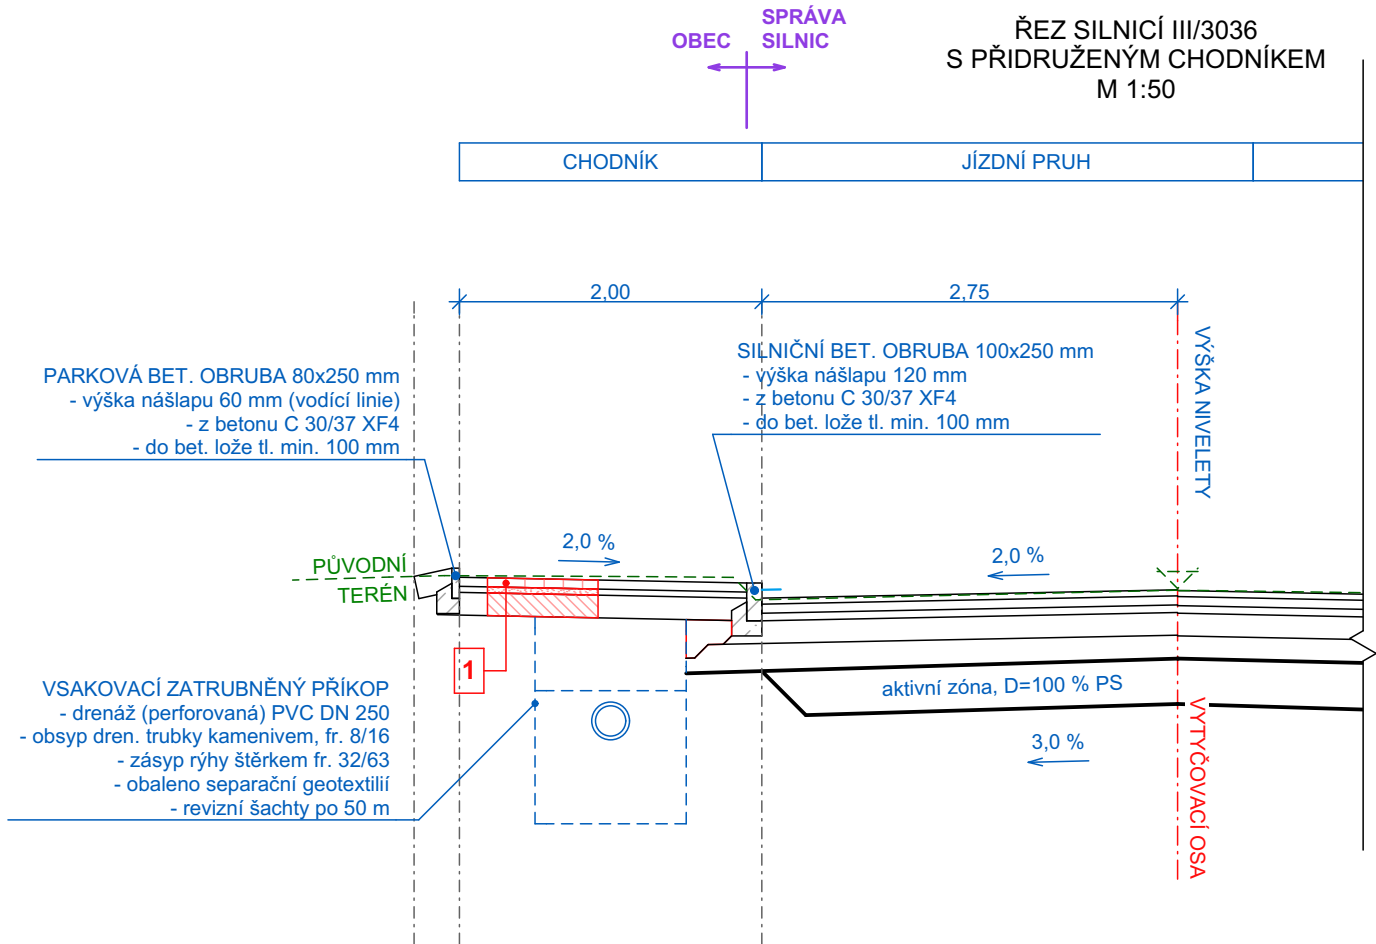 SPRÁVA
OBEC SILNIC
ŘEZ SILNICÍ III/3036
S PŘIDRUŽENÝM CHODNÍKEM
M 1:50
CHODNÍK
JÍZDNÍ PRUH
2,00
2,75
VÝŠKA NIVELETY
SILNIČNÍ BET. OBRUBA 100x250 mm
- výška nášlapu 120 mm
- z betonu C 30/37 XF4
- do bet. lože tl. min. 100 mm
PARKOVÁ BET. OBRUBA 80x250 mm
- výška nášlapu 60 mm (vodící linie)
- z betonu C 30/37 XF4
- do bet. lože tl. min. 100 mm
2,0 %
2,0 %
PŮVODNÍ
TERÉN
1
aktivní zóna, D=100 % PS
3,0 %
VYTYČOVACÍ OSA
VSAKOVACÍ ZATRUBNĚNÝ PŘÍKOP
- drenáž (perforovaná) PVC DN 250
- obsyp dren. trubky kamenivem, fr. 8/16
- zásyp rýhy štěrkem fr. 32/63
- obaleno separační geotextilií
- revizní šachty po 50 m